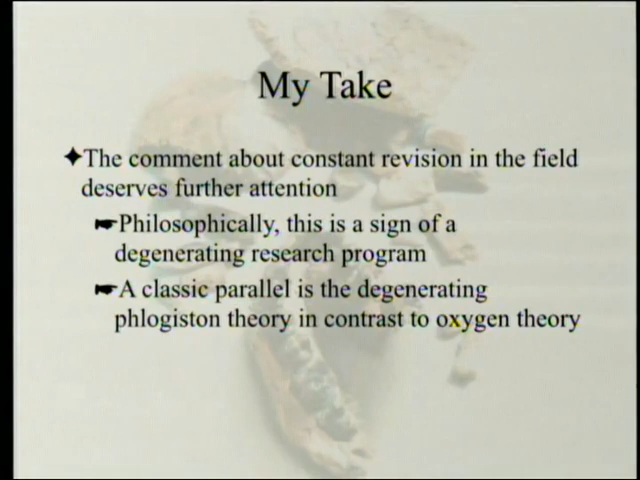 My Take
✦The comment about constant revision in the field
deserves further attention
☛Philosophically, this is a sign of a
degenerating research program
☛A classic parallel is the degenerating
phlogiston theory in contrast to oxygen theory